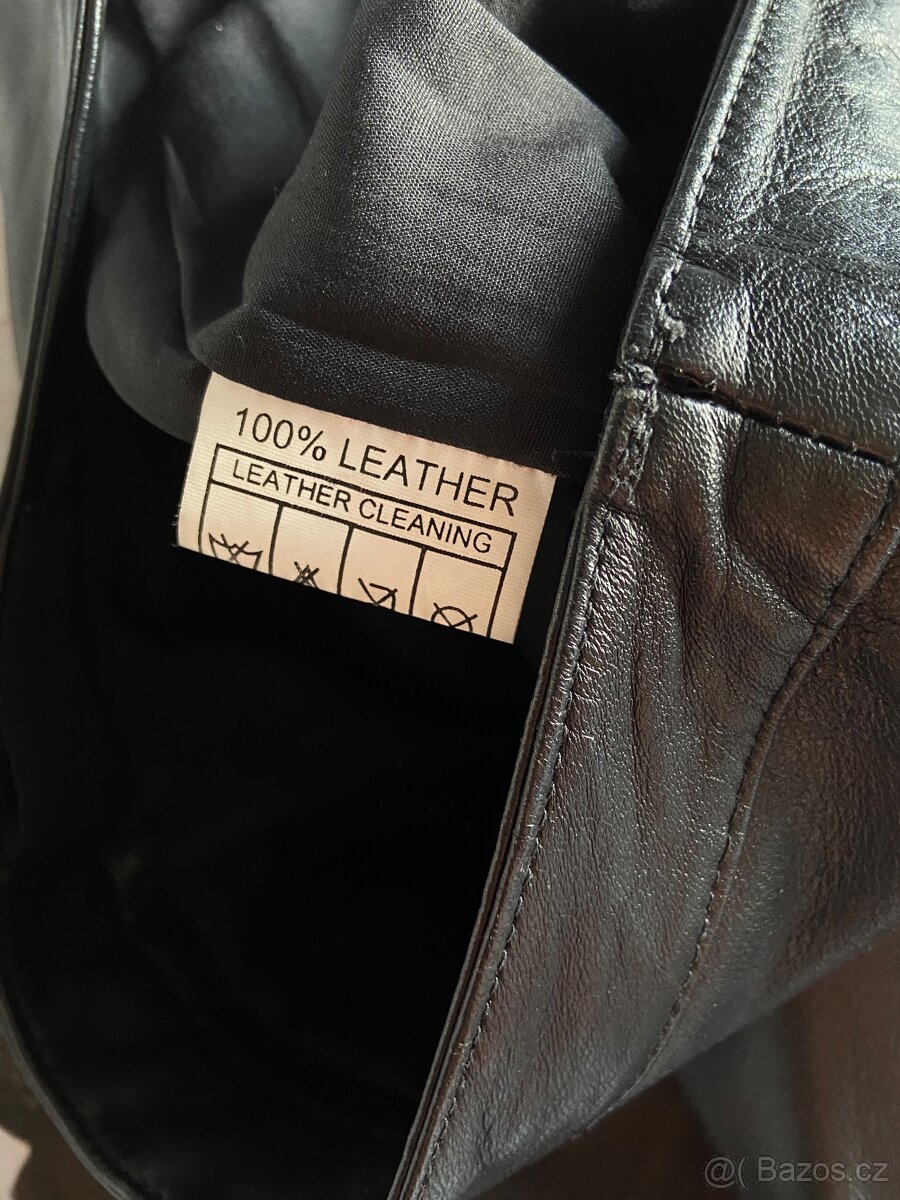 100% LEATHER
LEATHER CLEANING
@( Bazos.cz